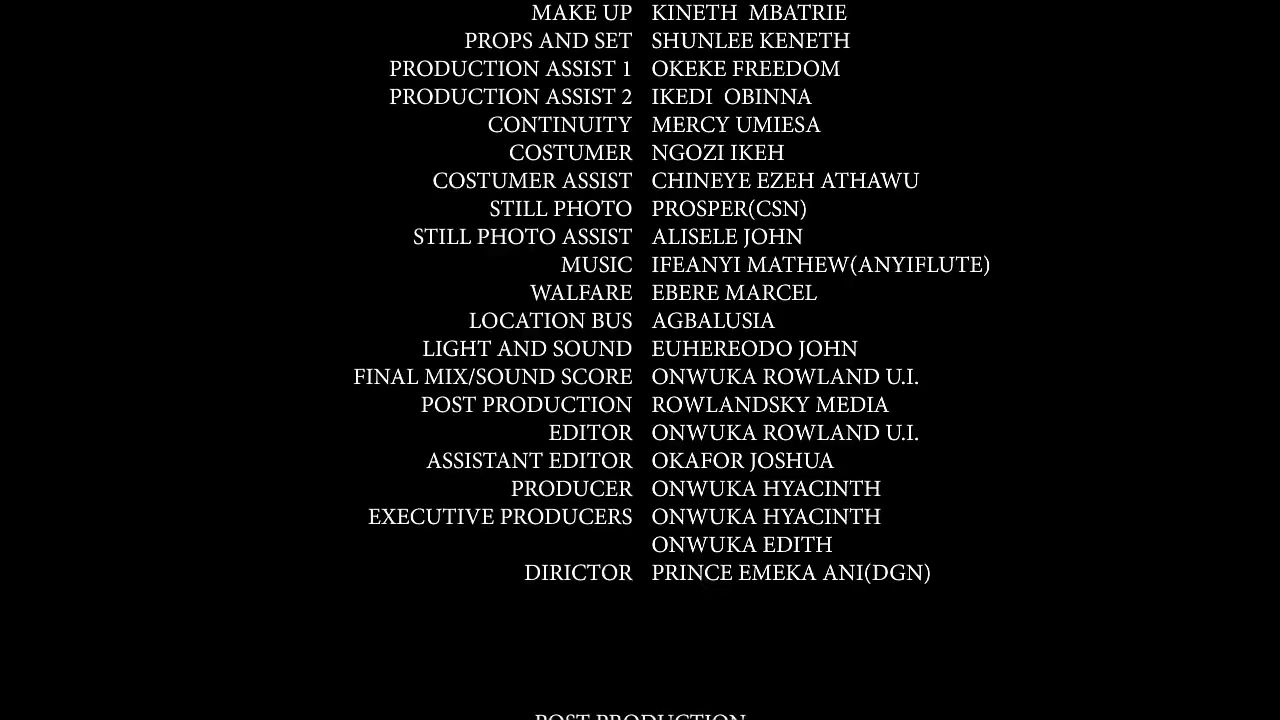 MAKE UP KINETH MBATRIE
PROPS AND SET SHUNLEE KENETH
PRODUCTION ASSIST 1 OKEKE FREEDOM
PRODUCTION ASSIST 2 IKEDI OBINNA
CONTINUITY MERCY UMIESA
COSTUMER NGOZI IKEH
COSTUMER ASSIST CHINEYE EZEH ATHAWU
STILL PHOTO PROSPER(CSN)
STILL PHOTO ASSIST ALISELE JOHN
MUSIC IFEANYI MATHEW(ANYIFLUTE)
WALFARE EBERE MARCEL
LOCATION BUS AGBALUSIA
LIGHT AND SOUND EUHEREODO JOHN
FINAL MIX/SOUND SCORE ONWUKA ROWLAND U.I.
POST PRODUCTION ROWLANDSKY MEDIA
EDITOR ONWUKA ROWLAND U.I.
ASSISTANT EDITOR OKAFOR JOSHUA
PRODUCER ONWUKA HYACINTH
EXECUTIVE PRODUCERS ONWUKA HYACINTH
ONWUKA EDITH
DIRICTOR PRINCE EMEKA ANI(DGN)
POST PRODUCTION